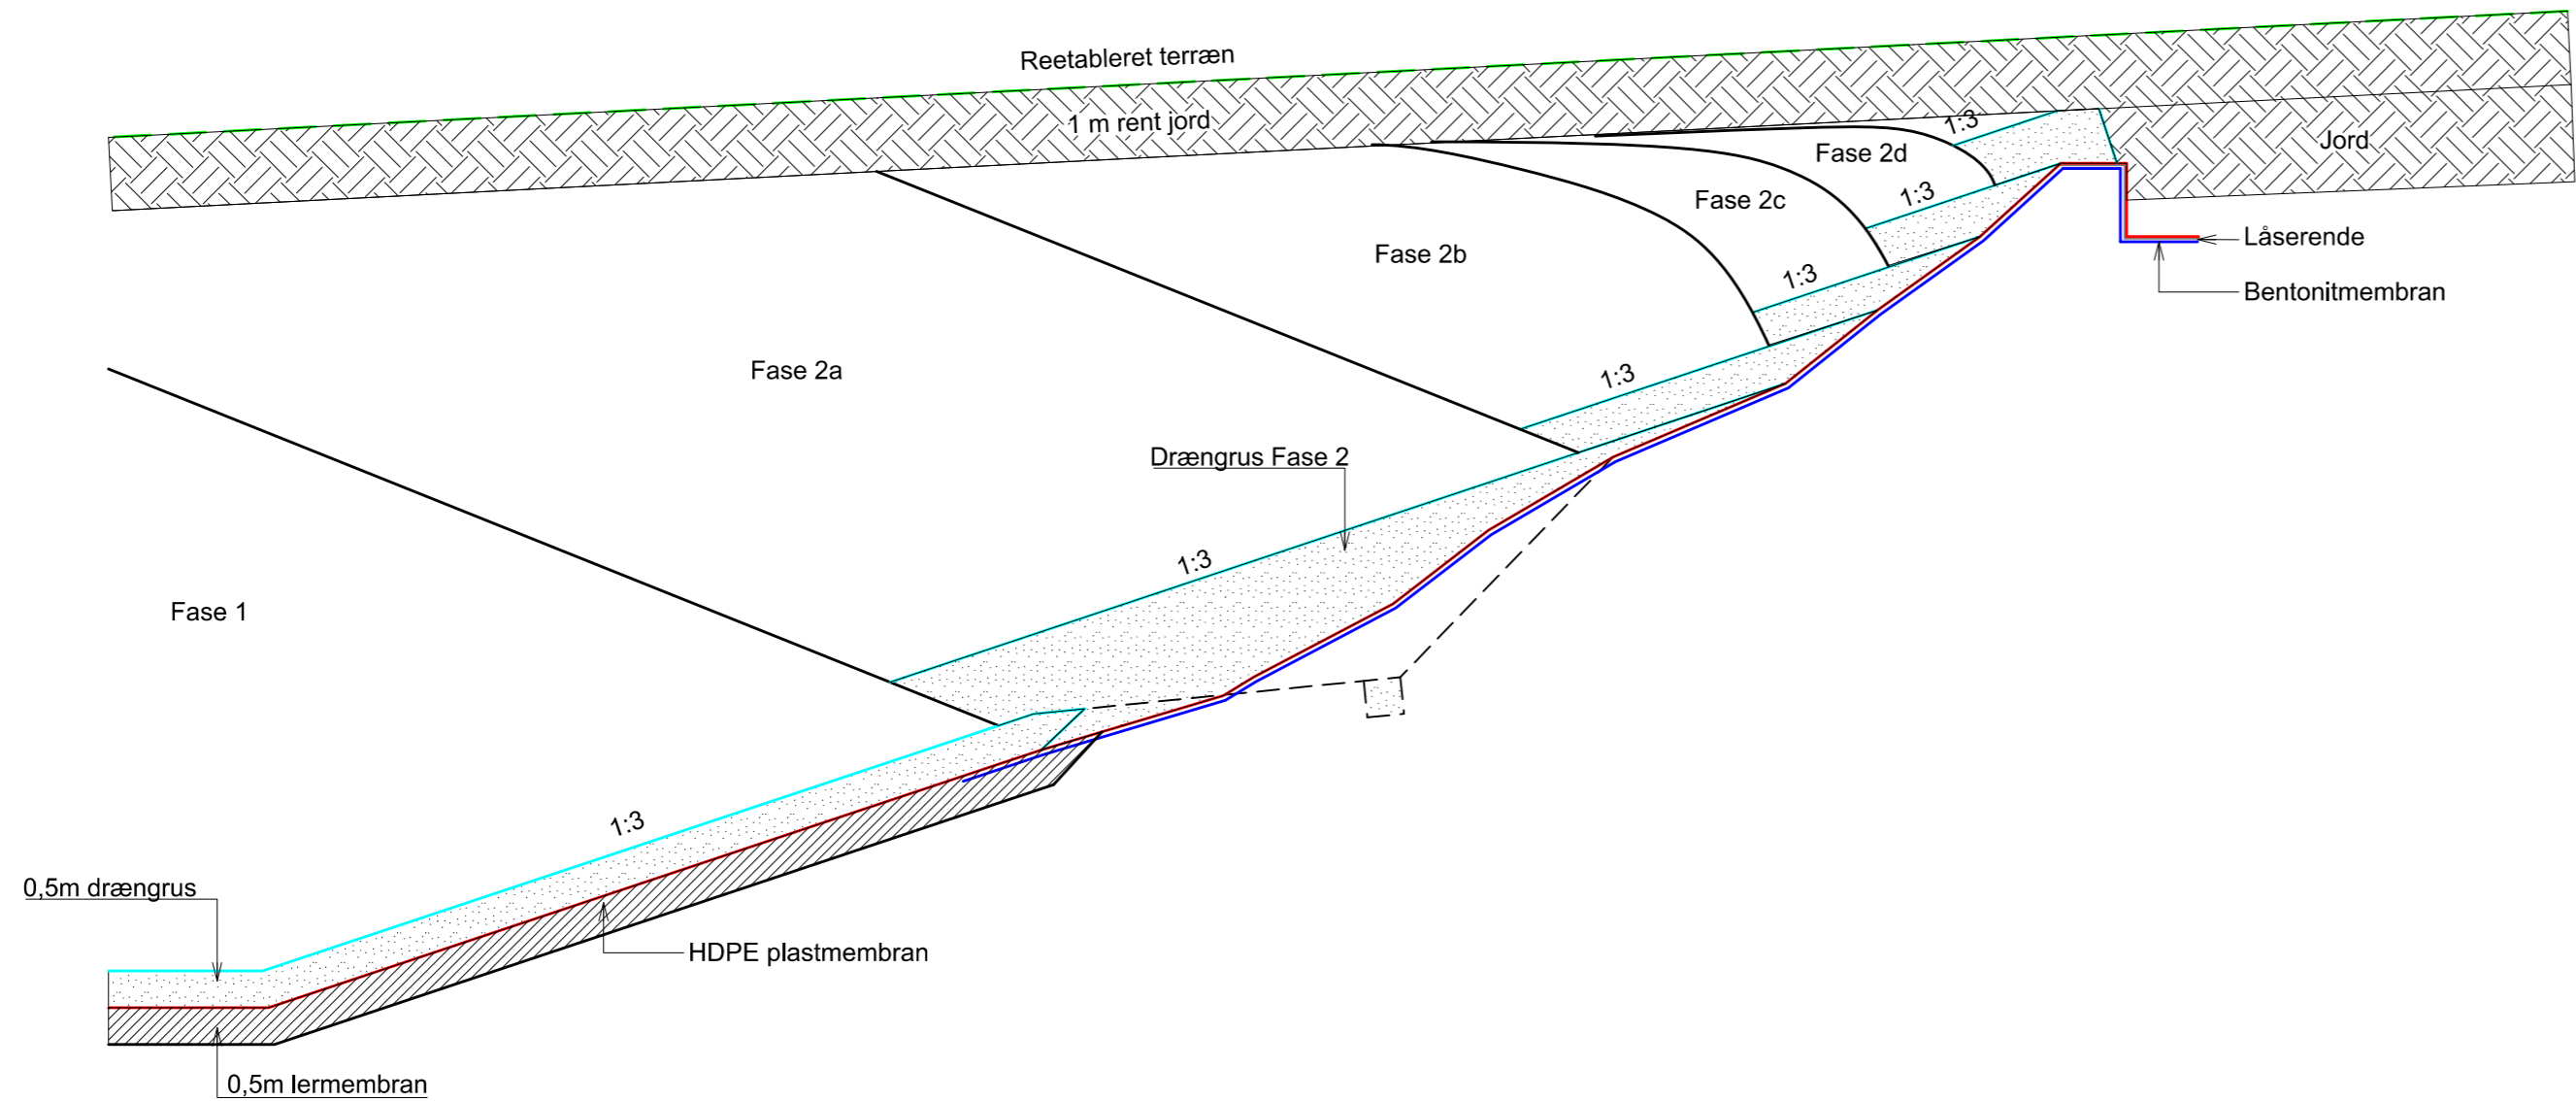 Reetableret terræn
1 m rent jord
1:3
Jord
Fase 2d
1:3
Fase 2c
Låserende
Fase 2b
1:3
Bentonitmembran
Fase 2a
1:3
Drængrus Fase 2
1:3
Fase 1
1:3
0,5m drængrus
HDPE plastmembran
0,5m lermembran